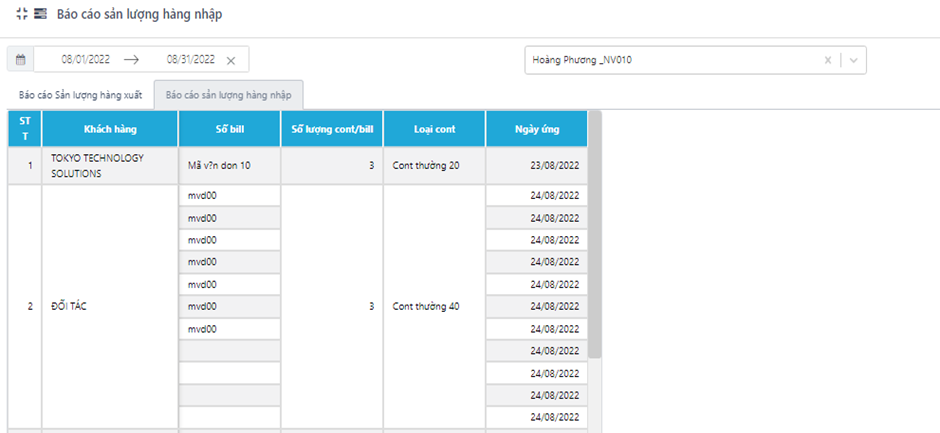 Báo cáo sản lượng hàng nhập
08/01/2022 → 08/31/2022
Hoàng Phương _NV010
Báo cáo Sản lượng hàng xuất
Báo cáo sản lượng hàng nhập
STT Khách hàng Số bill Số lượng cont/bill Loại cont Ngày ứng
1 TOKYO TECHNOLOGY SOLUTIONS Mã v?n don 10 3 Cont thường 20 23/08/2022
mvd00 24/08/2022
mvd00 24/08/2022
mvd00 24/08/2022
mvd00 24/08/2022
mvd00 24/08/2022
2 ĐỐI TÁC mvd00 3 Cont thường 40 24/08/2022
mvd00 24/08/2022
24/08/2022
24/08/2022
24/08/2022
24/08/2022